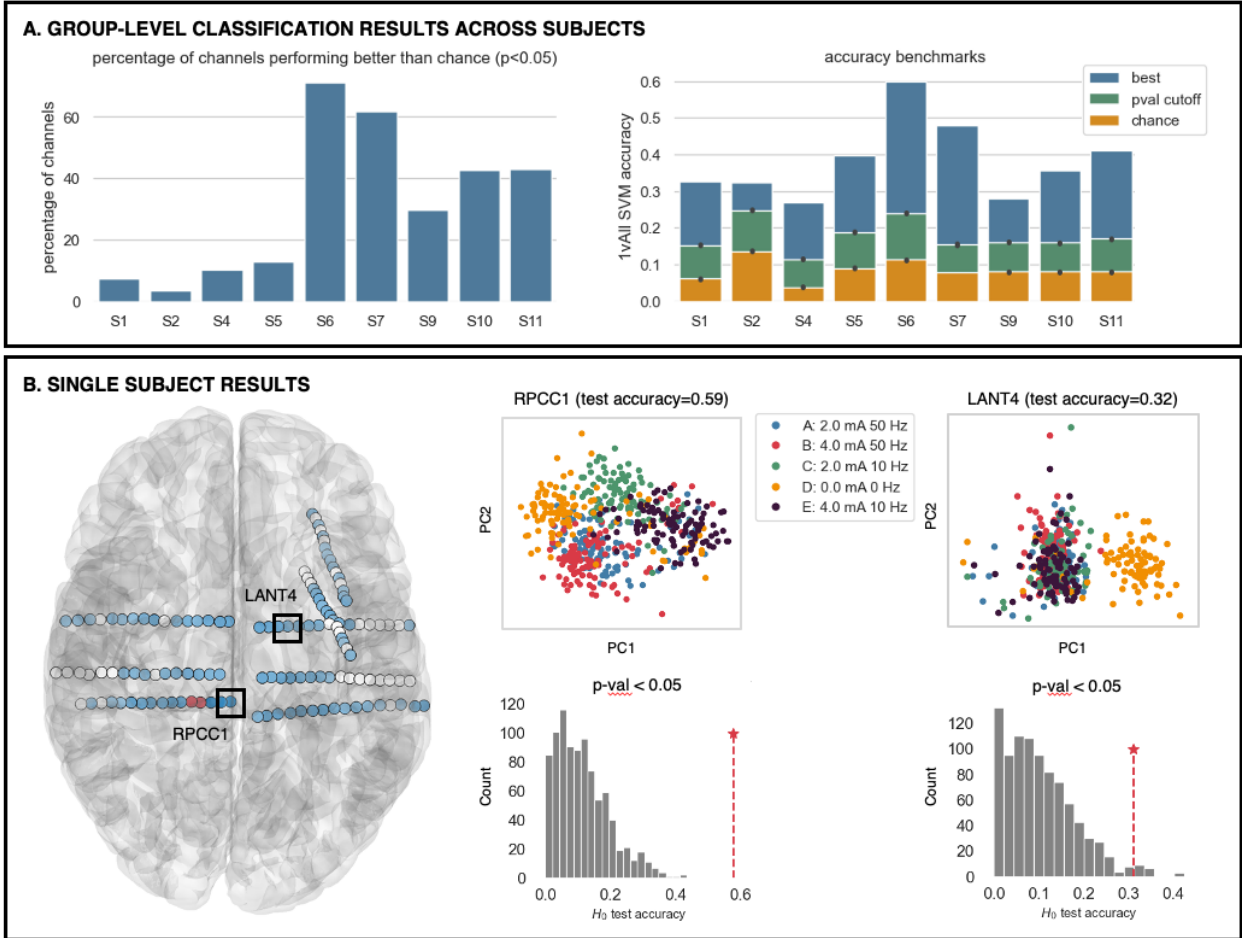 A. GROUP-LEVEL CLASSIFICATION RESULTS ACROSS SUBJECTS
percentage of channels performing better than chance (p<0.05)
percentage of channels
60
40
20
0
S1 S2 S4 S5 S6 S7 S9 S10 S11
accuracy benchmarks
1vAll SVM accuracy
0.6
0.5
0.4
0.3
0.2
0.1
0.0
S1 S2 S4 S5 S6 S7 S9 S10 S11
best
pval cutoff
chance
B. SINGLE SUBJECT RESULTS
LANT4
RPCC1
RPCC1 (test accuracy=0.59)
PC2
PC1
A: 2.0 mA 50 Hz
B: 4.0 mA 50 Hz
C: 2.0 mA 10 Hz
D: 0.0 mA 0 Hz
E: 4.0 mA 10 Hz
LANT4 (test accuracy=0.32)
PC2
PC1
p-val < 0.05
Count
120
100
80
60
40
20
0
0.0 0.2 0.4 0.6
H₀ test accuracy
p-val < 0.05
Count
120
100
80
60
40
20
0
0.0 0.1 0.2 0.3 0.4
H₀ test accuracy